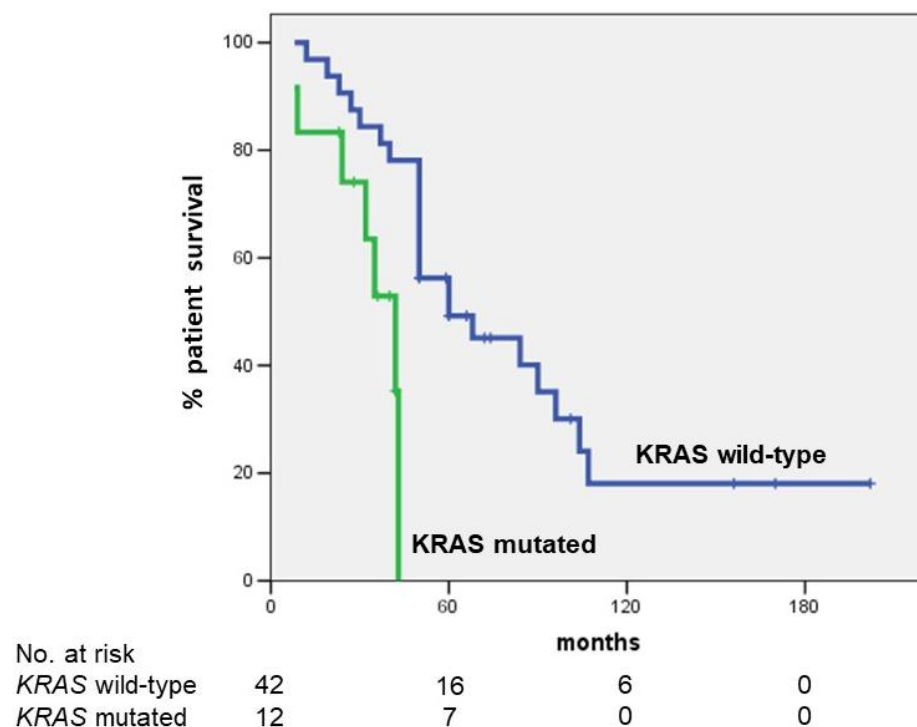 100
80
60
40
20
0
% patient survival
KRAS wild-type
KRAS mutated
0 60 120 180
months
No. at risk
KRAS wild-type 42 16 6 0
KRAS mutated 12 7 0 0